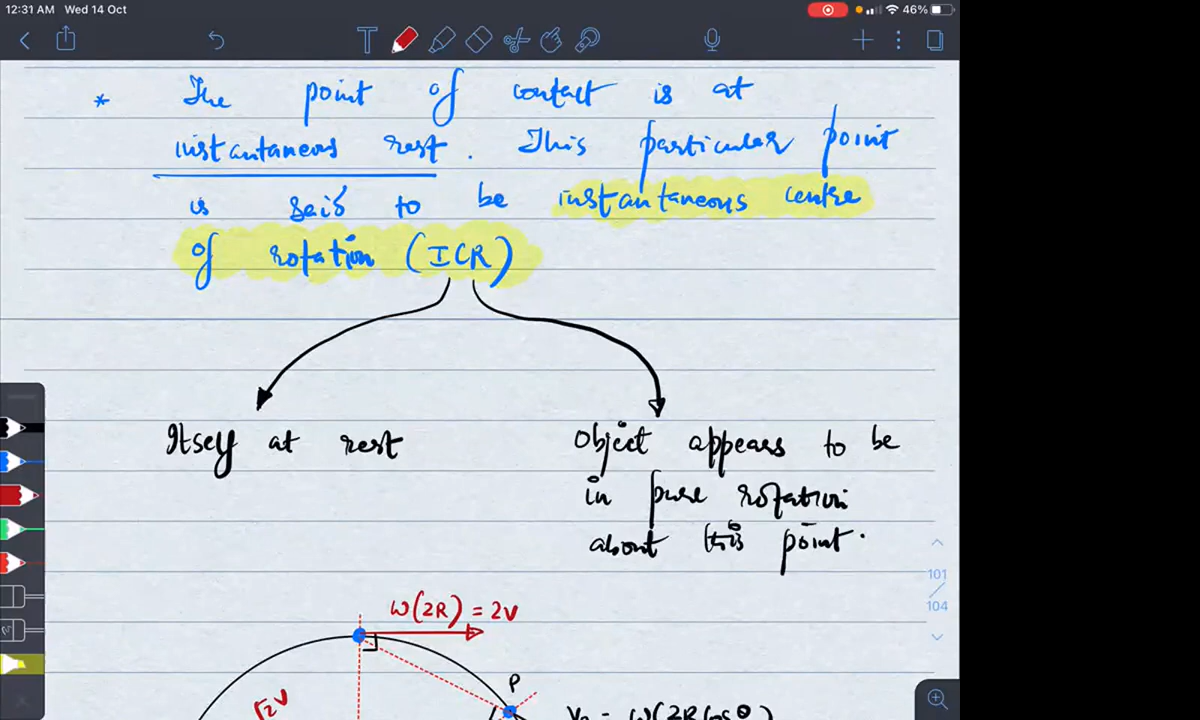 12:31 AM Wed 14 Oct
46%
* The point of contact is at
instantaneous rest. This particular point
is said to be instantaneous centre
of rotation (ICR)
Itself at rest
Object appears to be
in pure rotation
about this point.
101
104
ω(2R) = 2v
P
√2v